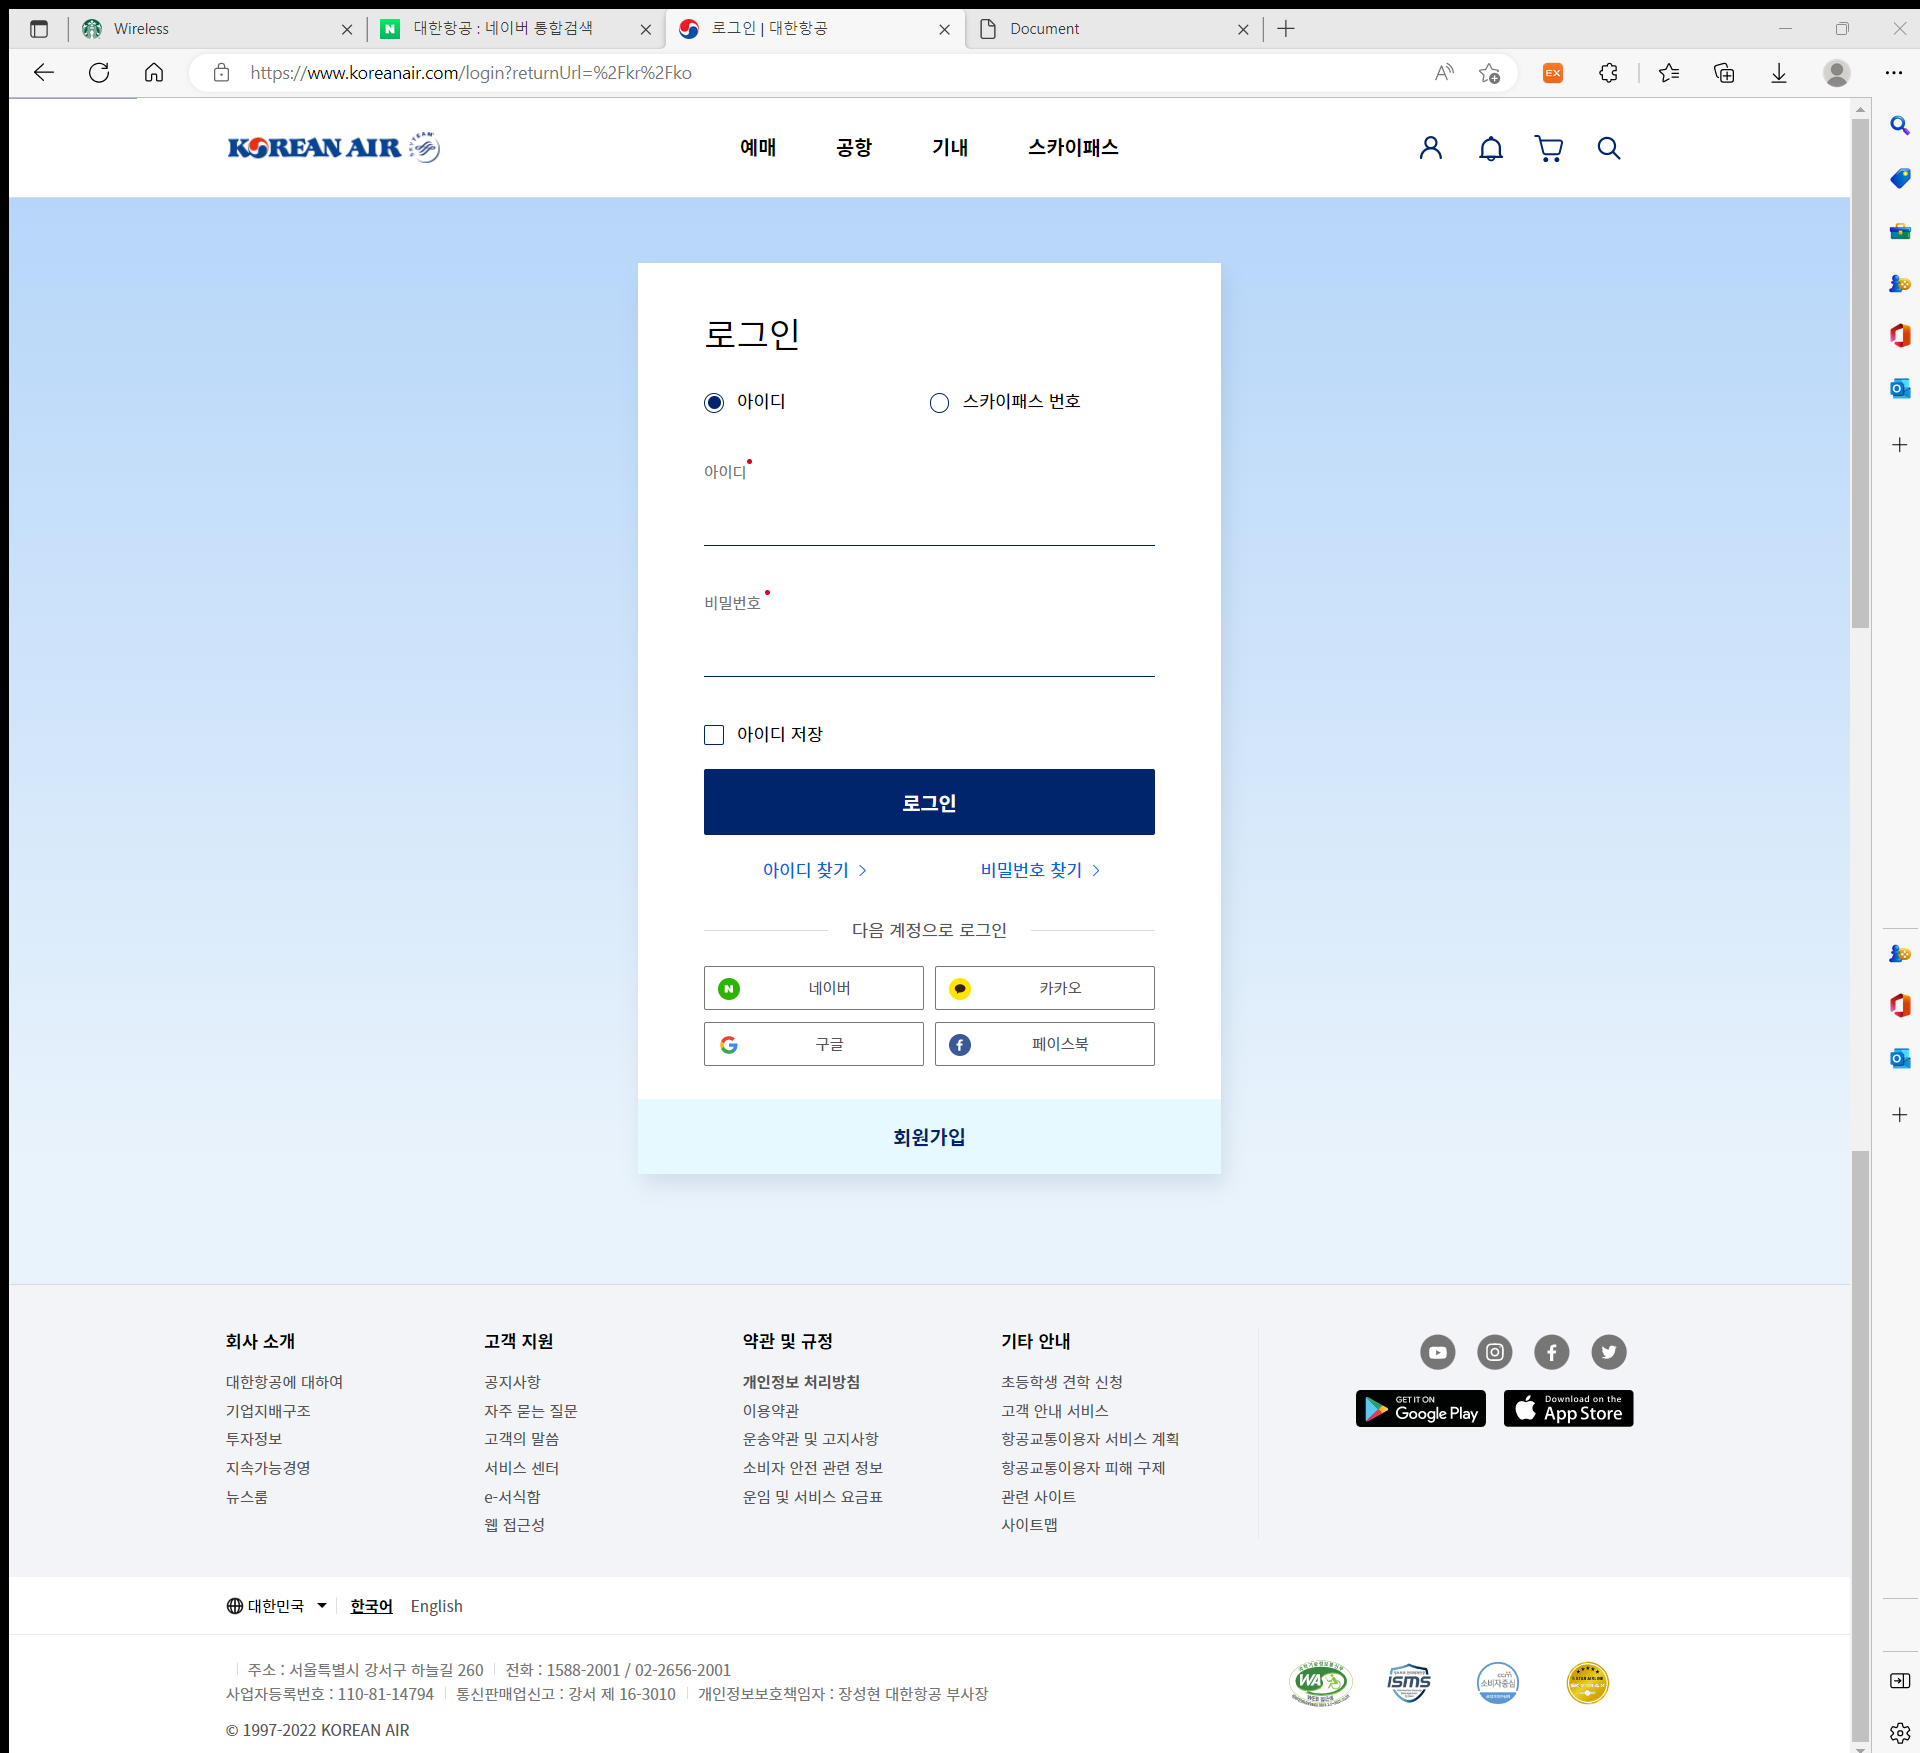 Wireless
대한항공 : 네이버 통합검색
로그인 | 대한항공
Document
https://www.koreanair.com/login?returnUrl=%2Fkr%2Fko
EX
KOREAN AIR
예매 공항 기내 스카이패스
로그인
아이디 스카이패스 번호
아이디
비밀번호
아이디 저장
로그인
아이디 찾기 비밀번호 찾기
다음 계정으로 로그인
네이버 카카오
구글 페이스북
회원가입
회사 소개
대한항공에 대하여
기업지배구조
투자정보
지속가능경영
뉴스룸
고객 지원
공지사항
자주 묻는 질문
고객의 말씀
서비스 센터
e-서식함
웹 접근성
약관 및 규정
개인정보 처리방침
이용약관
운송약관 및 고지사항
소비자 안전 관련 정보
운임 및 서비스 요금표
기타 안내
초등학생 견학 신청
고객 안내 서비스
항공교통이용자 서비스 계획
항공교통이용자 피해 구제
관련 사이트
사이트맵
GET IT ON
Google Play
Download on the
App Store
대한민국 한국어 English
주소 : 서울특별시 강서구 하늘길 260 전화 : 1588-2001 / 02-2656-2001
사업자등록번호 : 110-81-14794 통신판매업신고 : 강서 제 16-3010 개인정보보호책임자 : 장성현 대한항공 부사장
© 1997-2022 KOREAN AIR
WA
ISMS
ccm
소비자중심